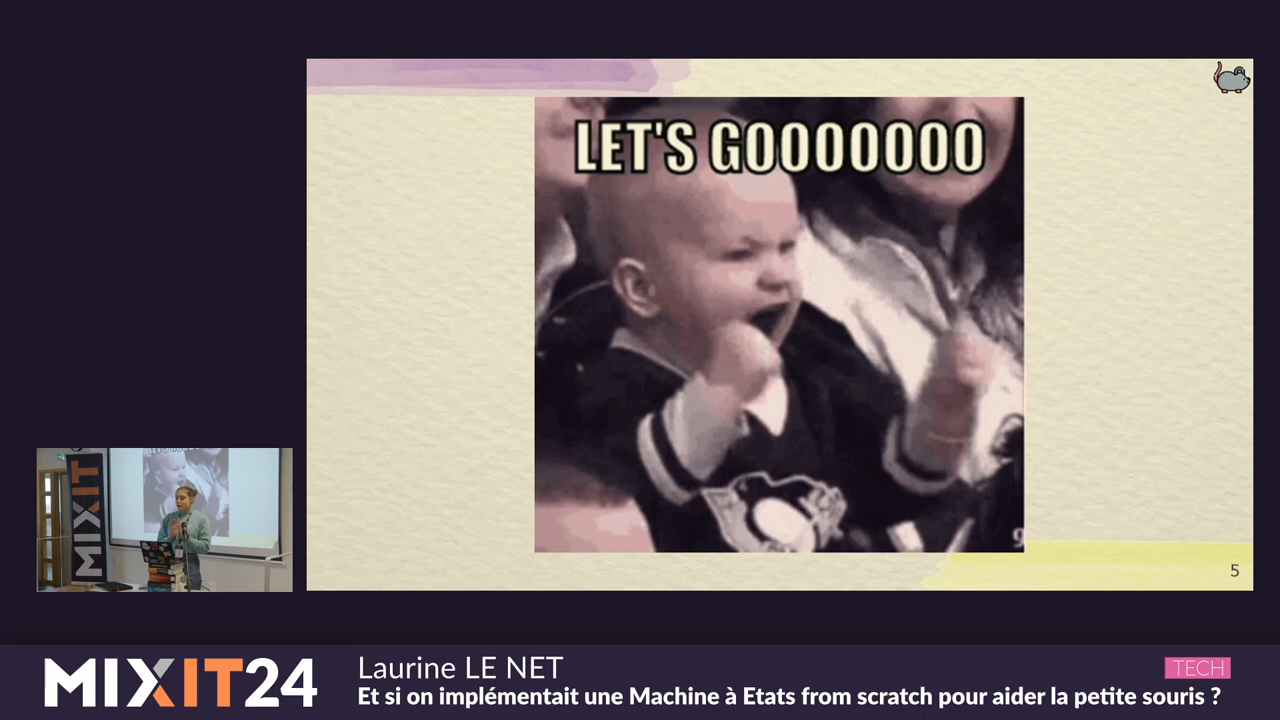 LET'S GOOOOOOO
5
MIXIT
MIXIT24
Laurine LE NET
TECH
Et si on implémentait une Machine à Etats from scratch pour aider la petite souris ?